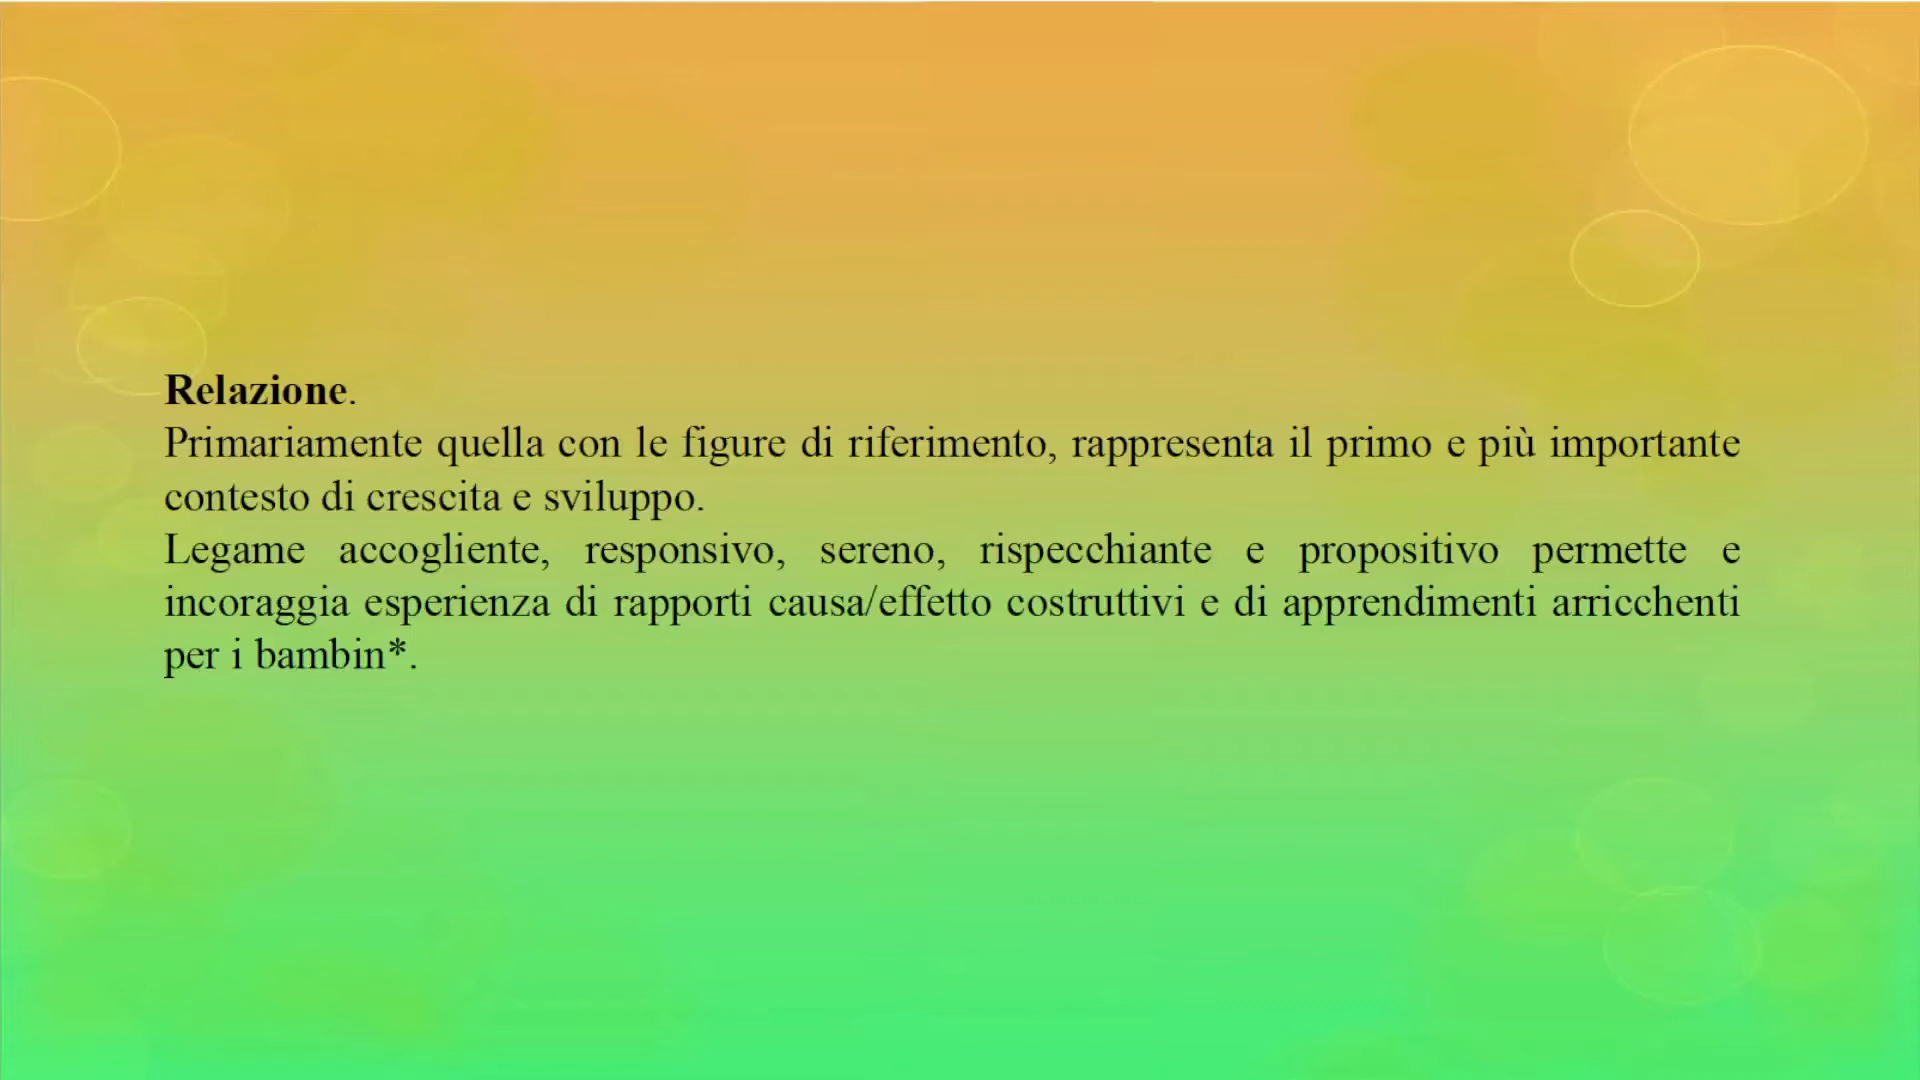 Relazione.
Primariamente quella con le figure di riferimento, rappresenta il primo e più importante
contesto di crescita e sviluppo.
Legame accogliente, responsivo, sereno, rispecchiante e propositivo permette e
incoraggia esperienza di rapporti causa/effetto costruttivi e di apprendimenti arricchenti
per i bambin*.